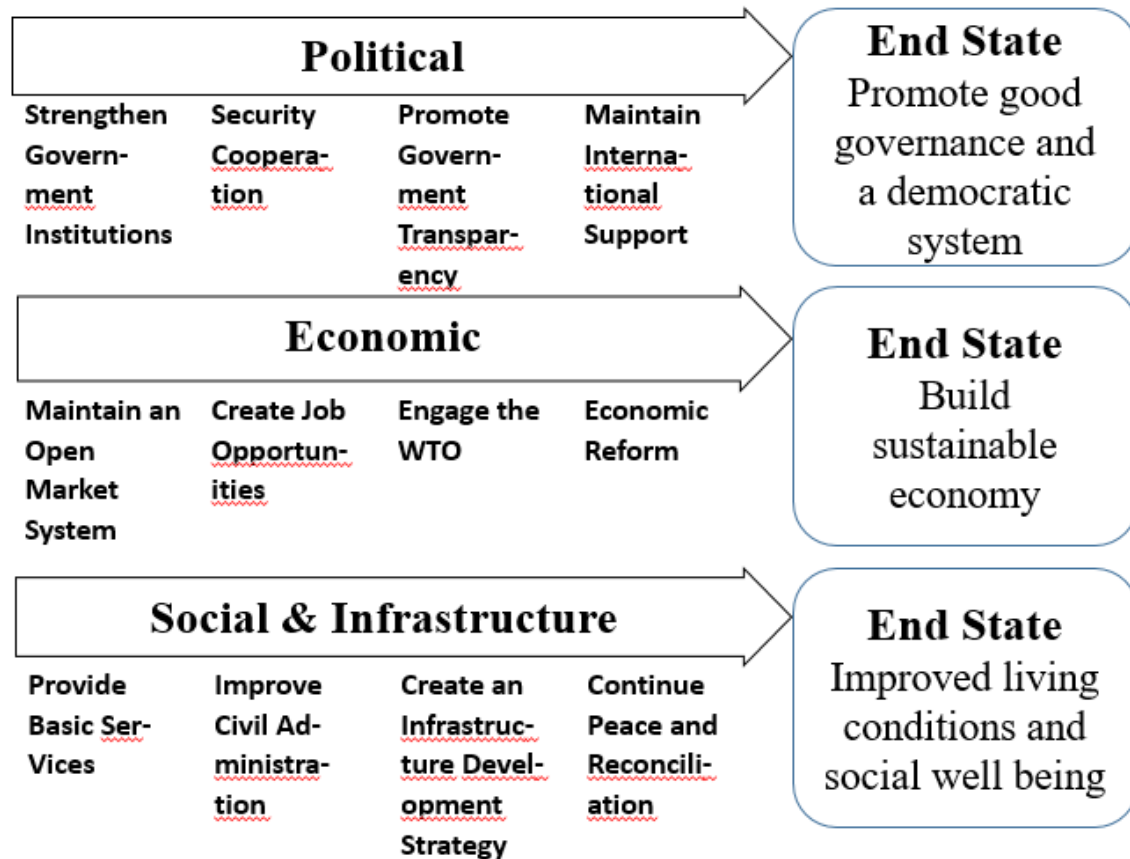 Political
Strengthen
Govern-
ment
Institutions
Security
Coopera-
tion
Promote
Govern-
ment
Transpar-
ency
Maintain
Interna-
tional
Support
End State
Promote good
governance and
a democratic
system
Economic
Maintain an
Open
Market
System
Create Job
Opportun-
ities
Engage the
WTO
Economic
Reform
End State
Build
sustainable
economy
Social & Infrastructure
Provide
Basic Ser-
Vices
Improve
Civil Ad-
ministra-
tion
Create an
Infrastruc-
ture Devel-
opment
Strategy
Continue
Peace and
Reconcili-
ation
End State
Improved living
conditions and
social well being